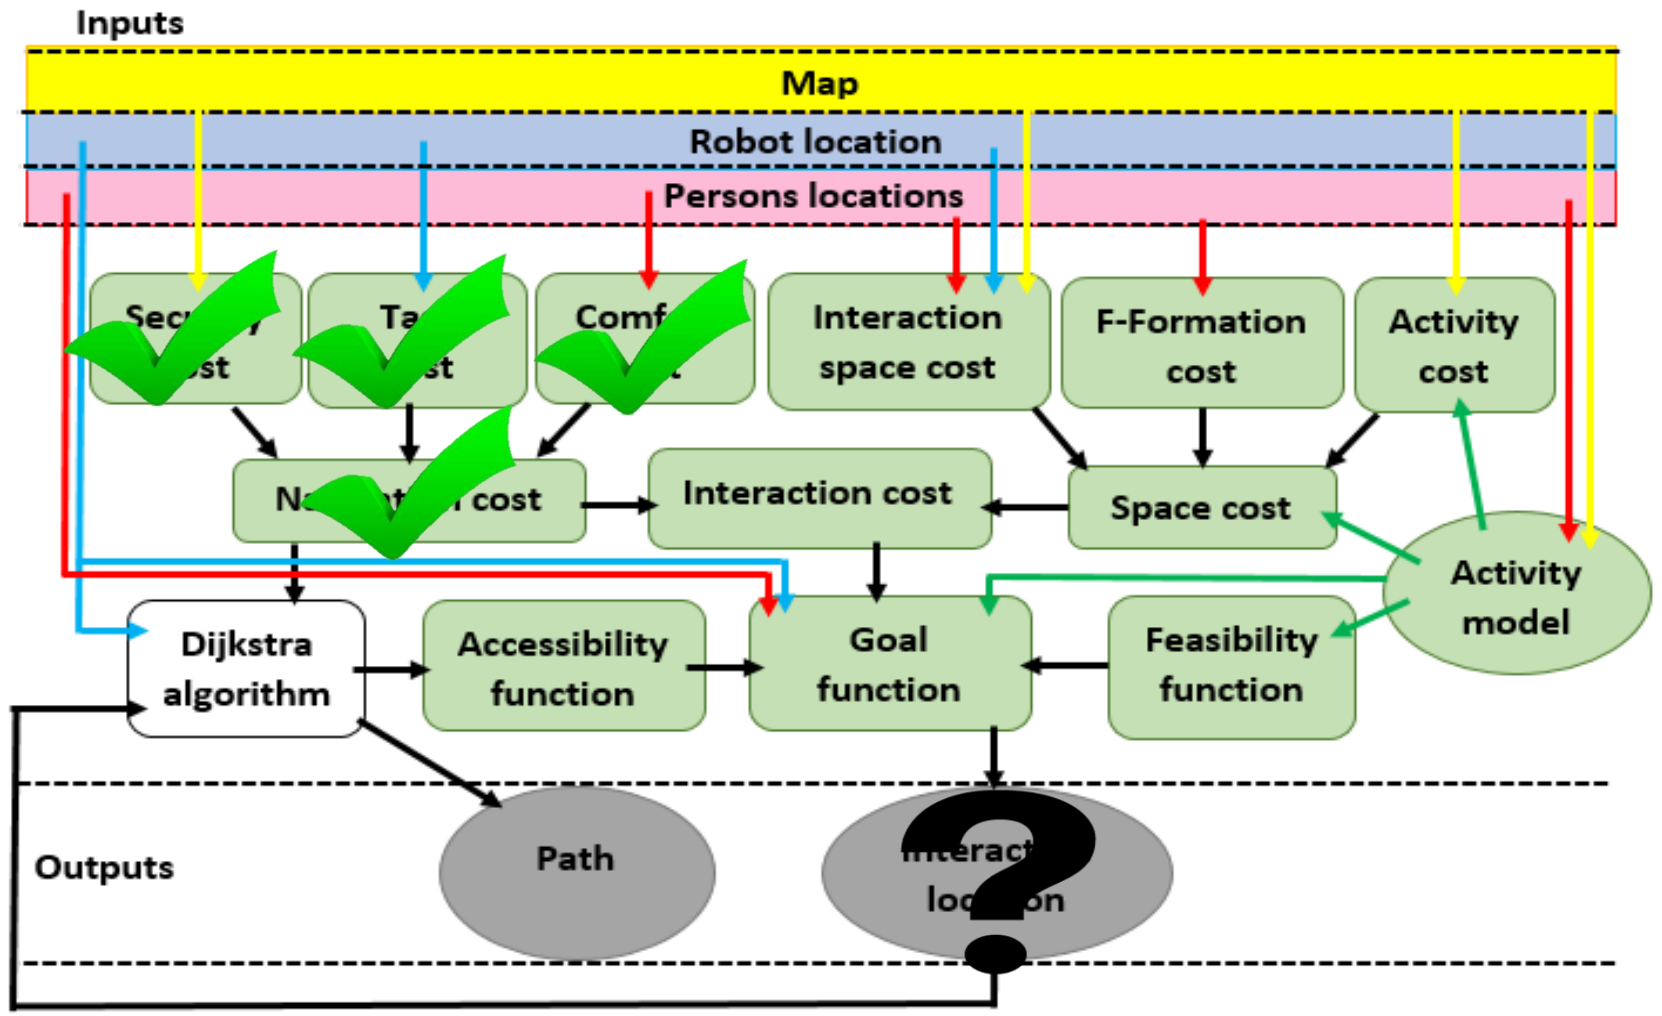 Inputs
Map
Robot location
Persons locations
Interaction
space cost
F-Formation
cost
Activity
cost
cost
Interaction cost
Space cost
Activity
model
Dijkstra
algorithm
Accessibility
function
Goal
function
Feasibility
function
Outputs
Path
?